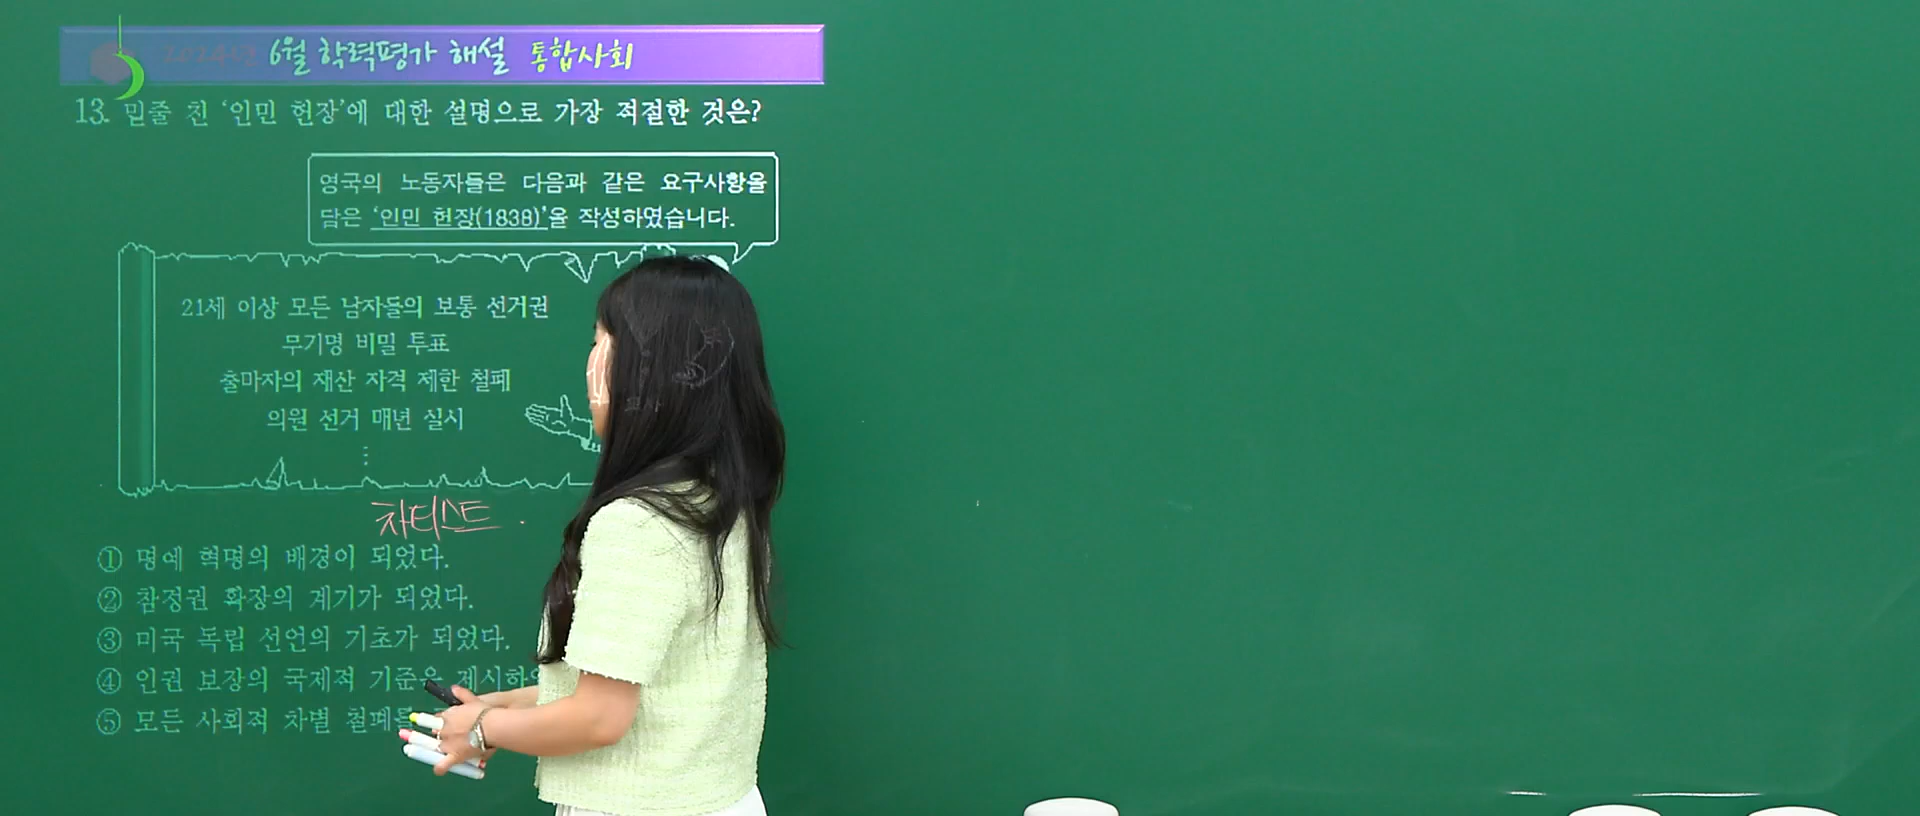 2024년 6월 학력평가 해설 통합사회
13. 밑줄 친 ‘인민 헌장’에 대한 설명으로 가장 적절한 것은?
영국의 노동자들은 다음과 같은 요구사항을
담은 ‘인민 헌장(1838)’을 작성하였습니다.
21세 이상 모든 남자들의 보통 선거권
무기명 비밀 투표
출마자의 재산 자격 제한 철폐
의원 선거 매년 실시
⋮
차티스트
① 명예 혁명의 배경이 되었다.
② 참정권 확장의 계기가 되었다.
③ 미국 독립 선언의 기초가 되었다.
④ 인권 보장의 국제적 기준을 제시하
⑤ 모든 사회적 차별 철폐를